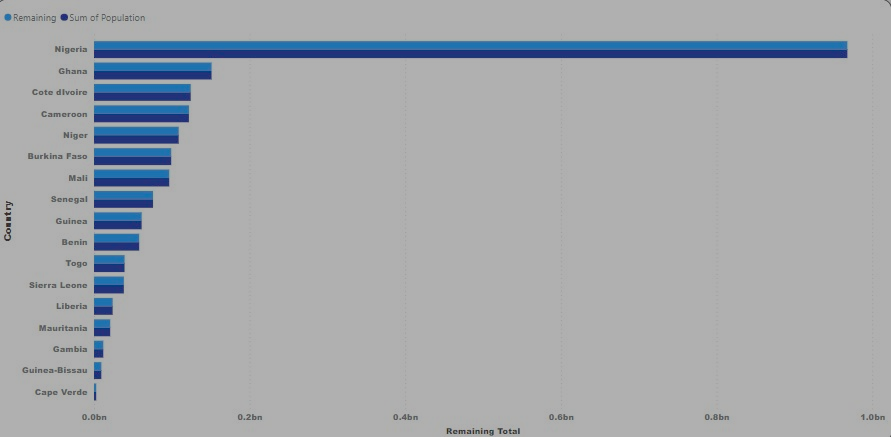 Remaining Sum of Population
Nigeria
Ghana
Cote dIvoire
Cameroon
Niger
Burkina Faso
Mali
Senegal
Guinea
Benin
Togo
Sierra Leone
Liberia
Mauritania
Gambia
Guinea-Bissau
Cape Verde
Country
0.0bn 0.2bn 0.4bn 0.6bn 0.8bn 1.0bn
Remaining Total